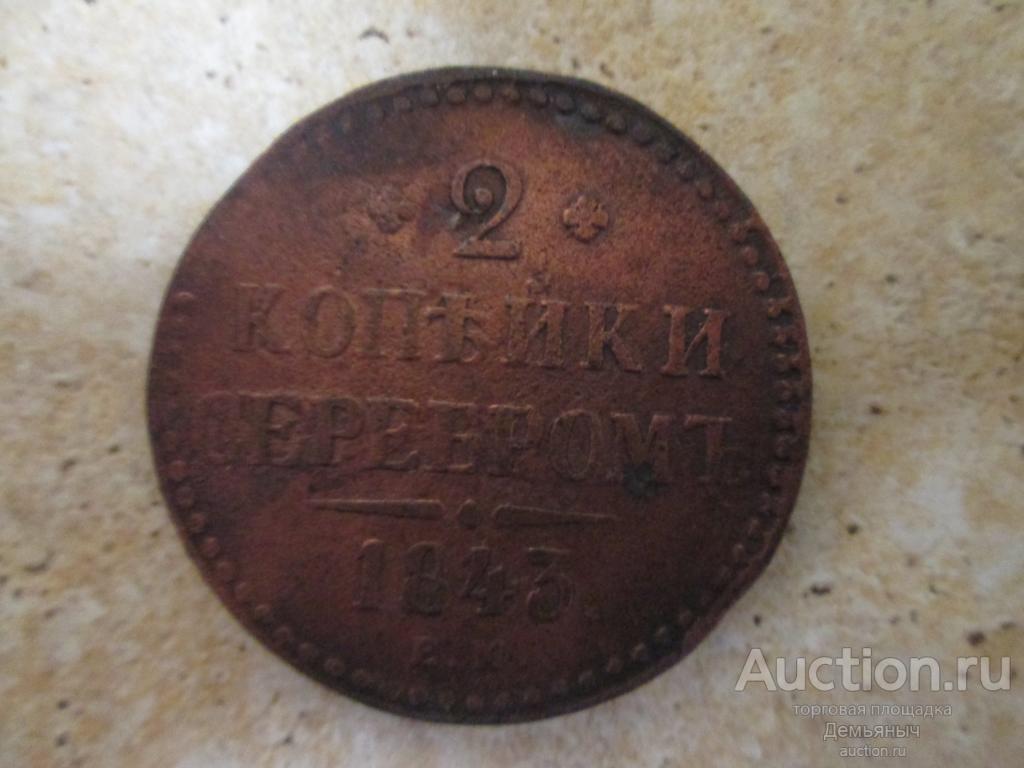 2
КОПѢЙКИ
СЕРЕБРОМЪ
1843.
Auction.ru
торговая площадка
Демьяныч
auction.ru